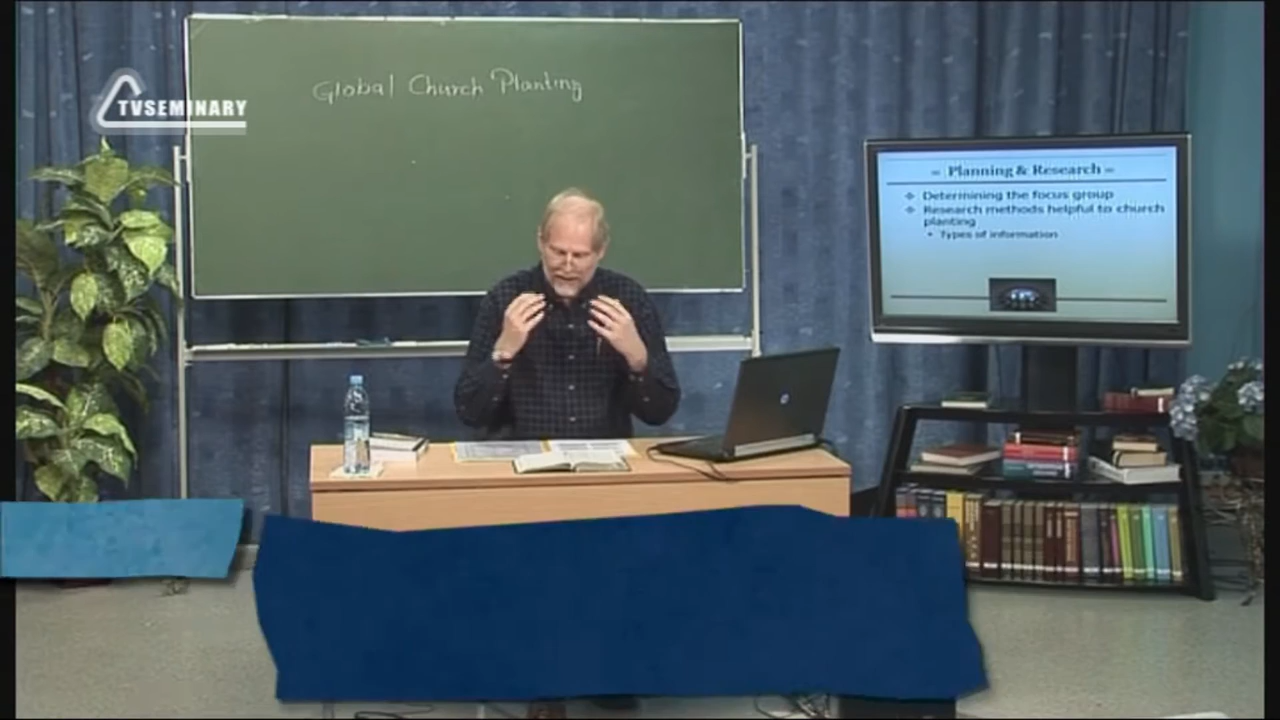 Global Church Planting
TVSEMINARY
Planning & Research
Determining the focus group
Research methods helpful to church
planting
Types of information